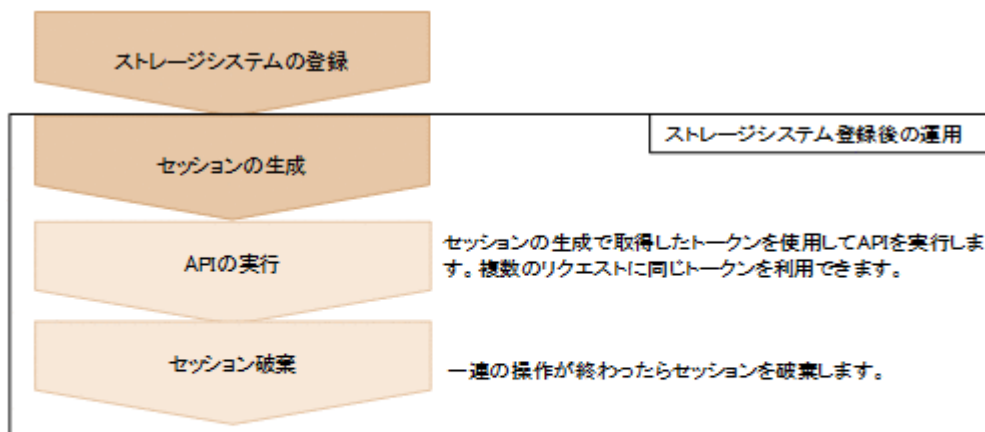 ストレージシステムの登録
ストレージシステム登録後の運用
セッションの生成
APIの実行
セッションの生成で取得したトークンを使用してAPIを実行しま
す。複数のリクエストに同じトークンを利用できます。
セッション破棄
一連の操作が終わったらセッションを破棄します。